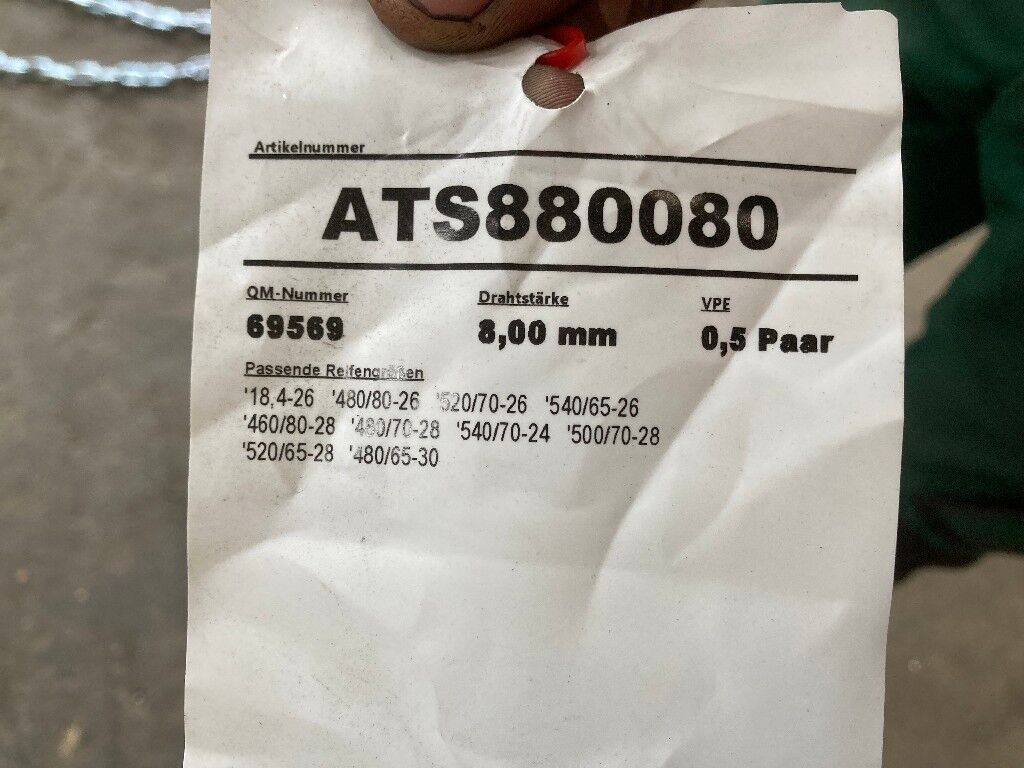 Artikelnummer
ATS880080
QM-Nummer Drahtstärke VPE
69569 8,00 mm 0,5 Paar
Passende Reifengrößen
'18,4-26 '480/80-26 '520/70-26 '540/65-26
'460/80-28 '480/70-28 '540/70-24 '500/70-28
'520/65-28 '480/65-30